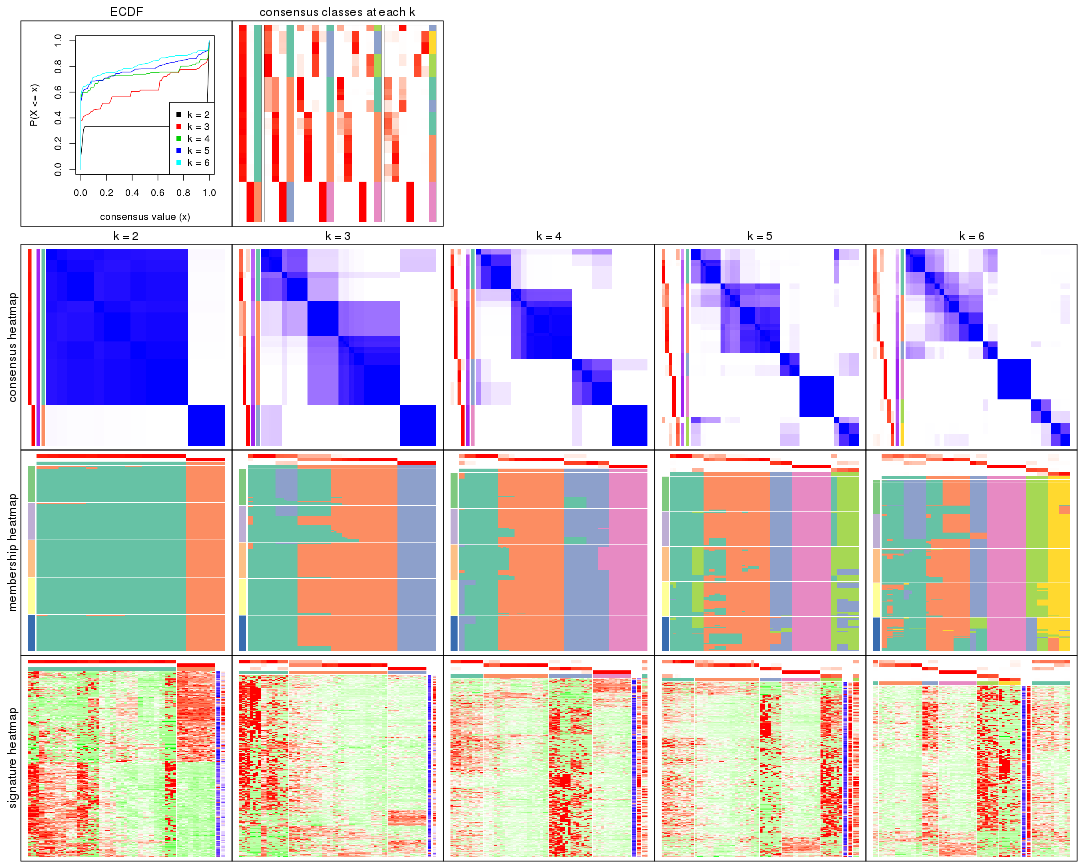 ECDF
consensus classes at each k
P(X <= x)
0.0 0.2 0.4 0.6 0.8 1.0
k = 2
k = 3
k = 4
k = 5
k = 6
0.0 0.2 0.4 0.6 0.8 1.0
consensus value (x)
k = 2
k = 3
k = 4
k = 5
k = 6
consensus heatmap
membership heatmap
signature heatmap